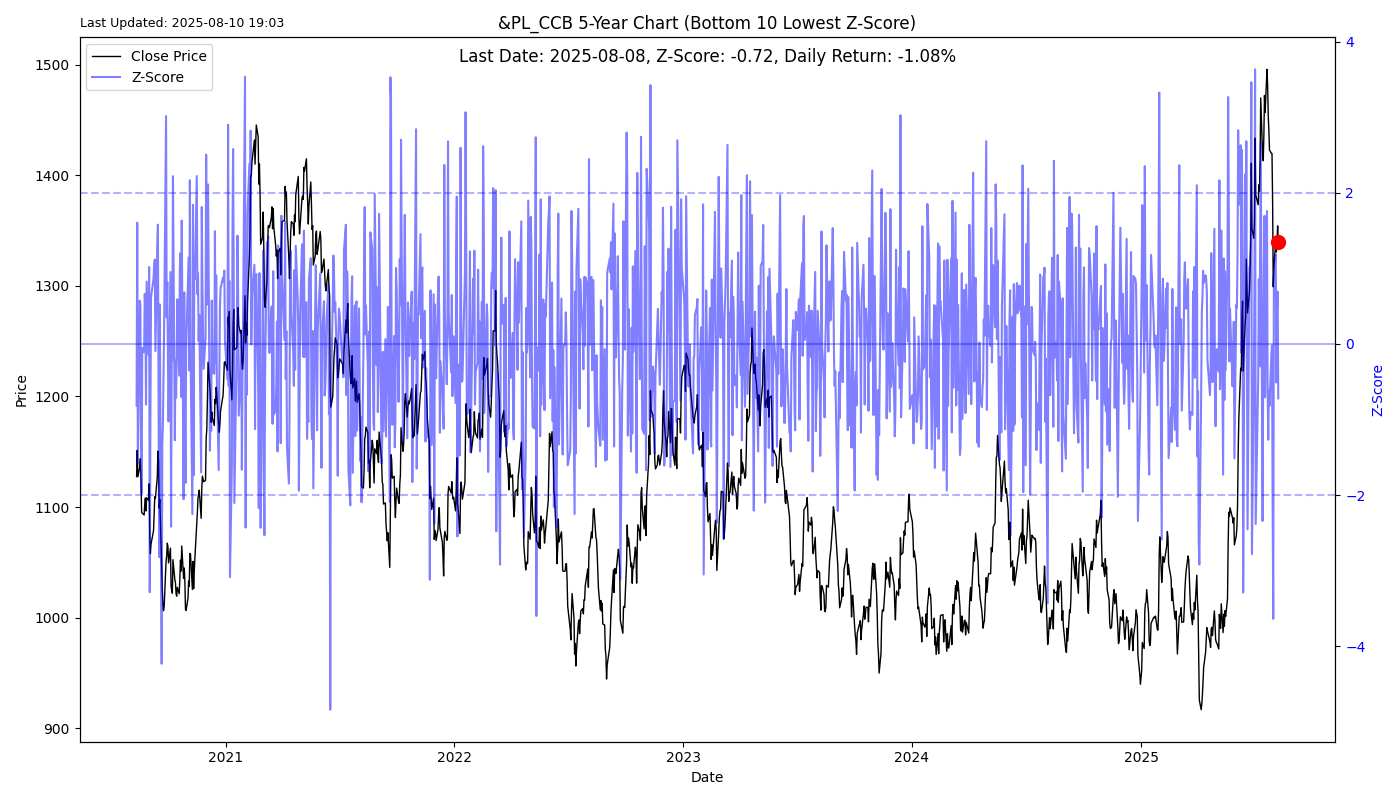 Last Updated: 2025-08-10 19:03
&PL_CCB 5-Year Chart (Bottom 10 Lowest Z-Score)
Last Date: 2025-08-08, Z-Score: -0.72, Daily Return: -1.08%
Close Price
Z-Score
1500
1400
1300
1200
1100
1000
900
Price
4
2
0
−2
−4
Z-Score
2021
2022
2023
2024
2025
Date